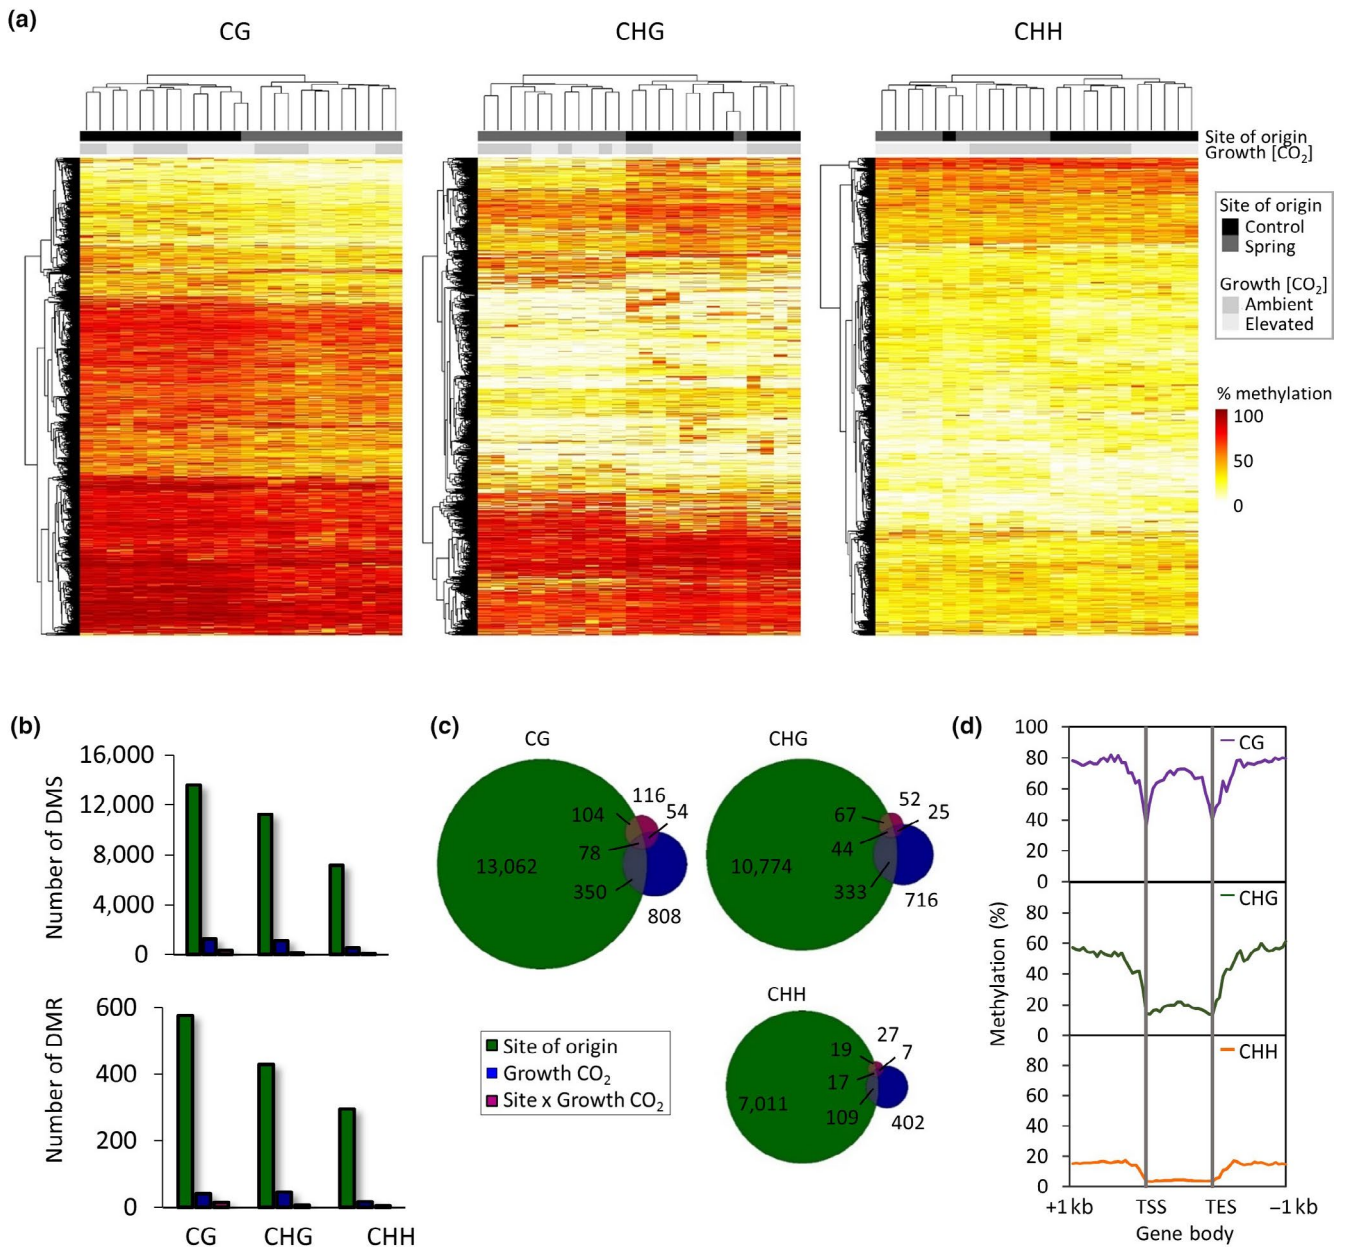 (a)
CG
CHG
CHH
Site of origin
Growth [CO₂]
Site of origin
Control
Spring
Growth [CO₂]
Ambient
Elevated
% methylation
100
50
0
(b)
Number of DMS
16,000
12,000
8,000
4,000
0
Number of DMR
600
400
200
0
CG
CHG
CHH
(c)
CG
13,062
104
116
54
78
350
808
CHG
10,774
67
52
25
44
333
716
CHH
7,011
19
27
7
17
109
402
Site of origin
Growth CO₂
Site x Growth CO₂
(d)
Methylation (%)
100
80
60
40
20
0
CG
80
60
40
20
0
CHG
80
60
40
20
0
CHH
+1 kb
TSS
TES
−1 kb
Gene body